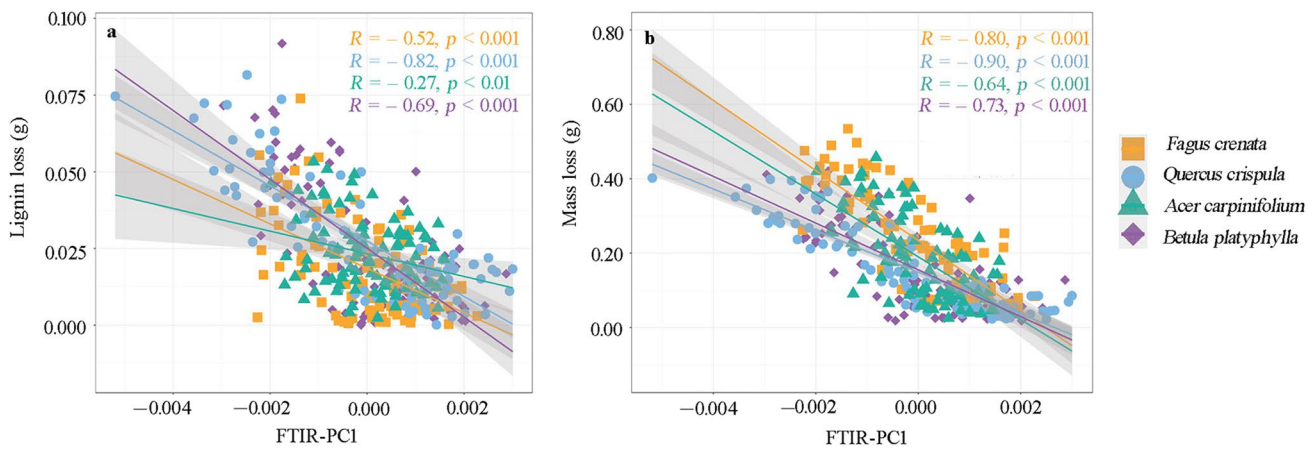 a
R = – 0.52, p < 0.001
R = – 0.82, p < 0.001
R = – 0.27, p < 0.01
R = – 0.69, p < 0.001
0.100
0.075
0.050
0.025
0.000
Lignin loss (g)
−0.004 −0.002 0.000 0.002
FTIR-PC1
b
R = – 0.80, p < 0.001
R = – 0.90, p < 0.001
R = – 0.64, p < 0.001
R = – 0.73, p < 0.001
0.80
0.60
0.40
0.20
0.00
Mass loss (g)
−0.004 −0.002 0.000 0.002
FTIR-PC1
Fagus crenata
Quercus crispula
Acer carpinifolium
Betula platyphylla